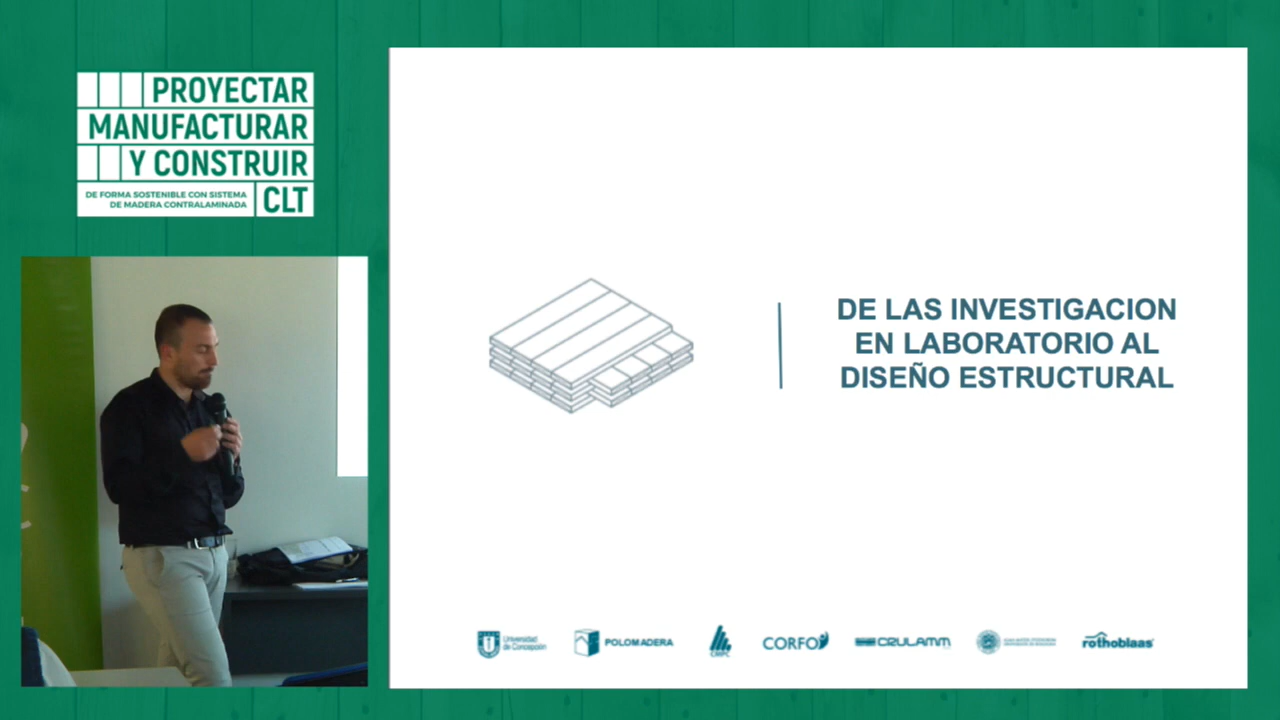 PROYECTAR
MANUFACTURAR
Y CONSTRUIR
DE FORMA SOSTENIBLE CON SISTEMA
DE MADERA CONTRALAMINADA
CLT
DE LAS INVESTIGACION
EN LABORATORIO AL
DISEÑO ESTRUCTURAL
Universidad
de Concepción
POLOMADERA
CMPC
CORFO
CRULAMM
rothoblaas